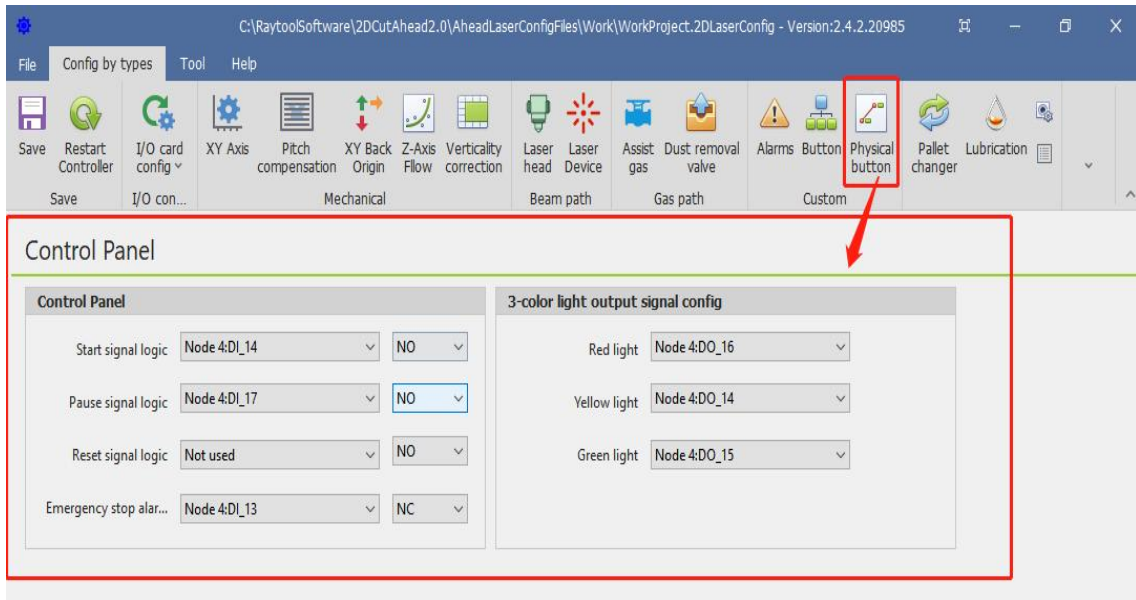 C:\RaytoolSoftware\2DCutAhead2.0\AheadLaserConfigFiles\Work\WorkProject.2DLaserConfig - Version:2.4.2.20985
File Config by types Tool Help
Save Restart Controller I/O card config XY Axis Pitch compensation XY Back Origin Z-Axis Fllow Verticality correction Laser head Laser Device Assist gas Dust removal valve Alarms Button Physical button Pallet changer Lubrication
Save I/O con... Mechanical Beam path Gas path Custom
Control Panel
Control Panel
Start signal logic Node 4:DI_14 NO
Pause signal logic Node 4:DI_17 NO
Reset signal logic Not used NO
Emergency stop alar... Node 4:DI_13 NC
3-color light output signal config
Red light Node 4:DO_16
Yellow light Node 4:DO_14
Green light Node 4:DO_15